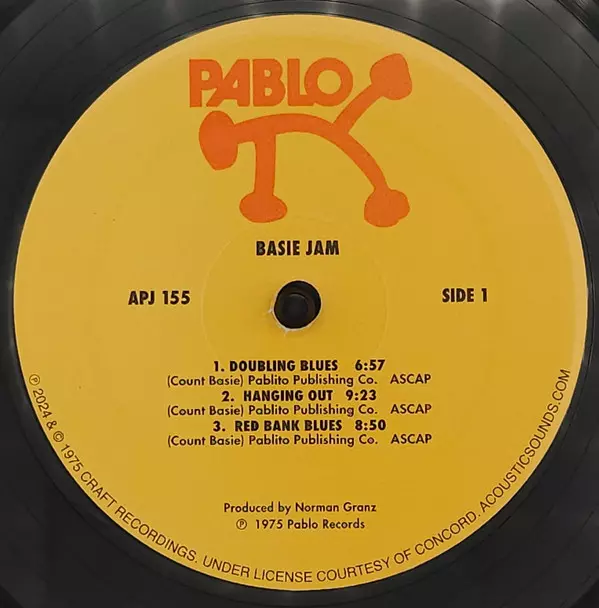 PABLO
BASIE JAM
APJ 155
SIDE 1
1. DOUBLING BLUES 6:57
(Count Basie) Pablito Publishing Co. ASCAP
2. HANGING OUT 9:23
(Count Basie) Pablito Publishing Co. ASCAP
3. RED BANK BLUES 8:50
(Count Basie) Pablito Publishing Co. ASCAP
Produced by Norman Granz
℗ 1975 Pablo Records
℗ 2024 & © 1975 CRAFT RECORDINGS. UNDER LICENSE COURTESY OF CONCORD. ACOUSTICSOUNDS.COM